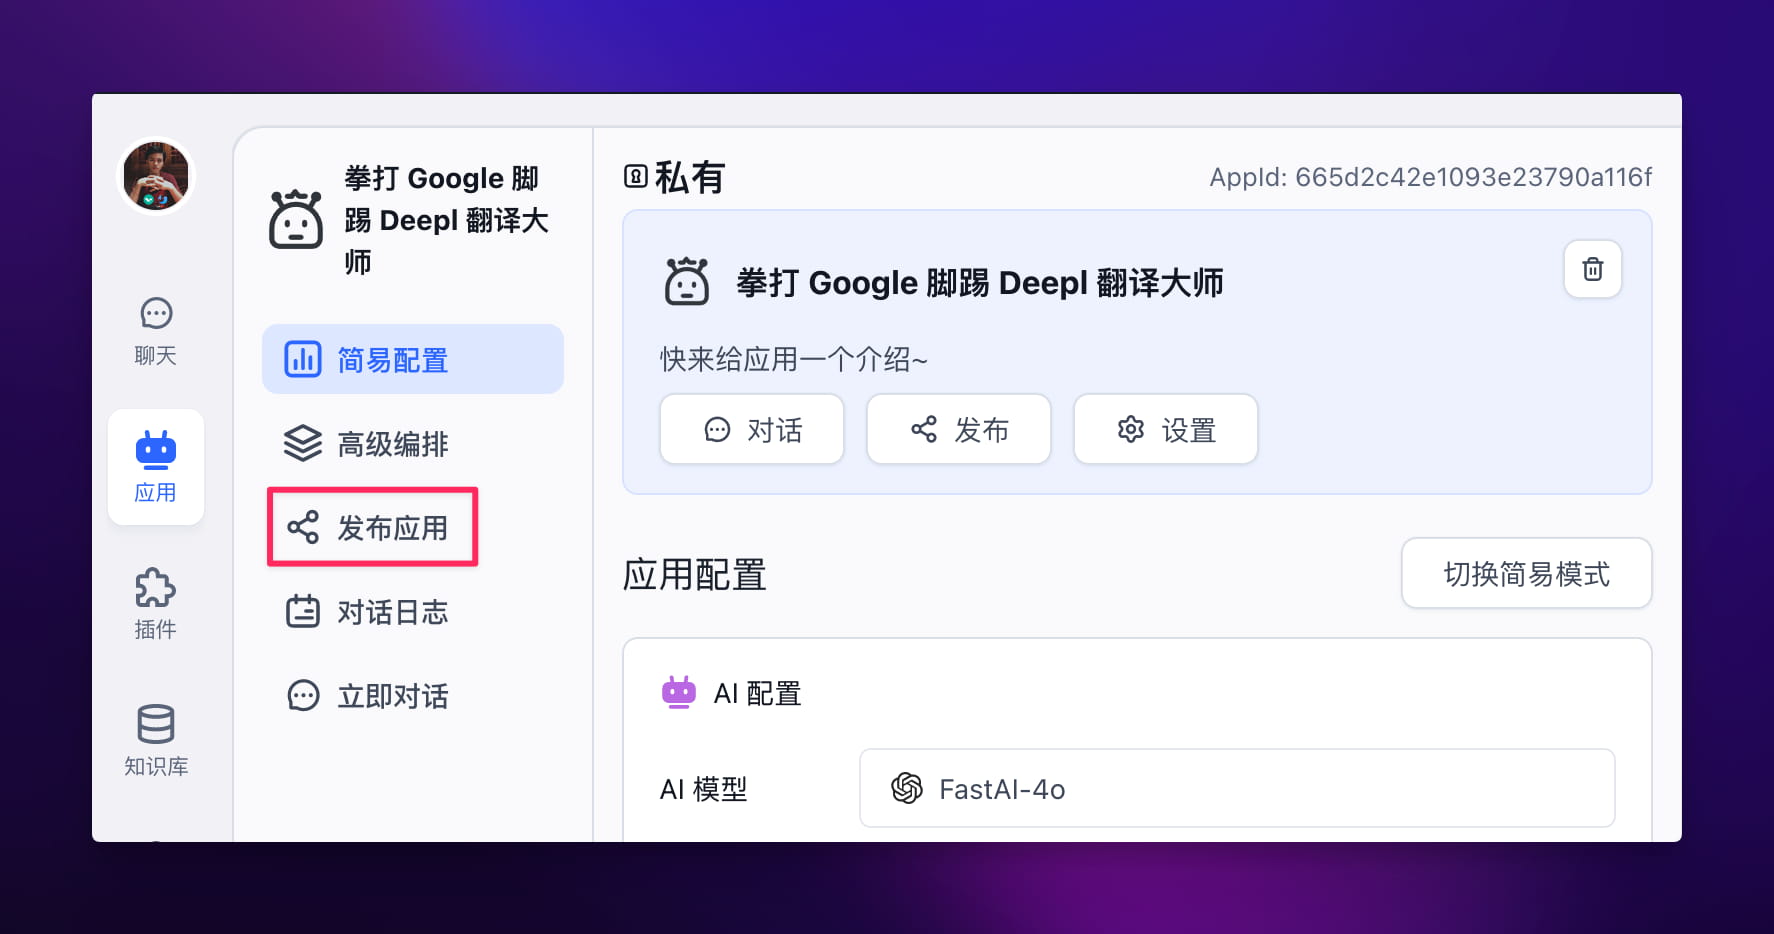 聊天
应用
插件
知识库
拳打 Google 脚
踢 Deepl 翻译大
师
简易配置
高级编排
发布应用
对话日志
立即对话
私有
AppId: 665d2c42e1093e23790a116f
拳打 Google 脚踢 Deepl 翻译大师
快来给应用一个介绍~
对话
发布
设置
应用配置
切换简易模式
AI 配置
AI 模型
FastAI-4o